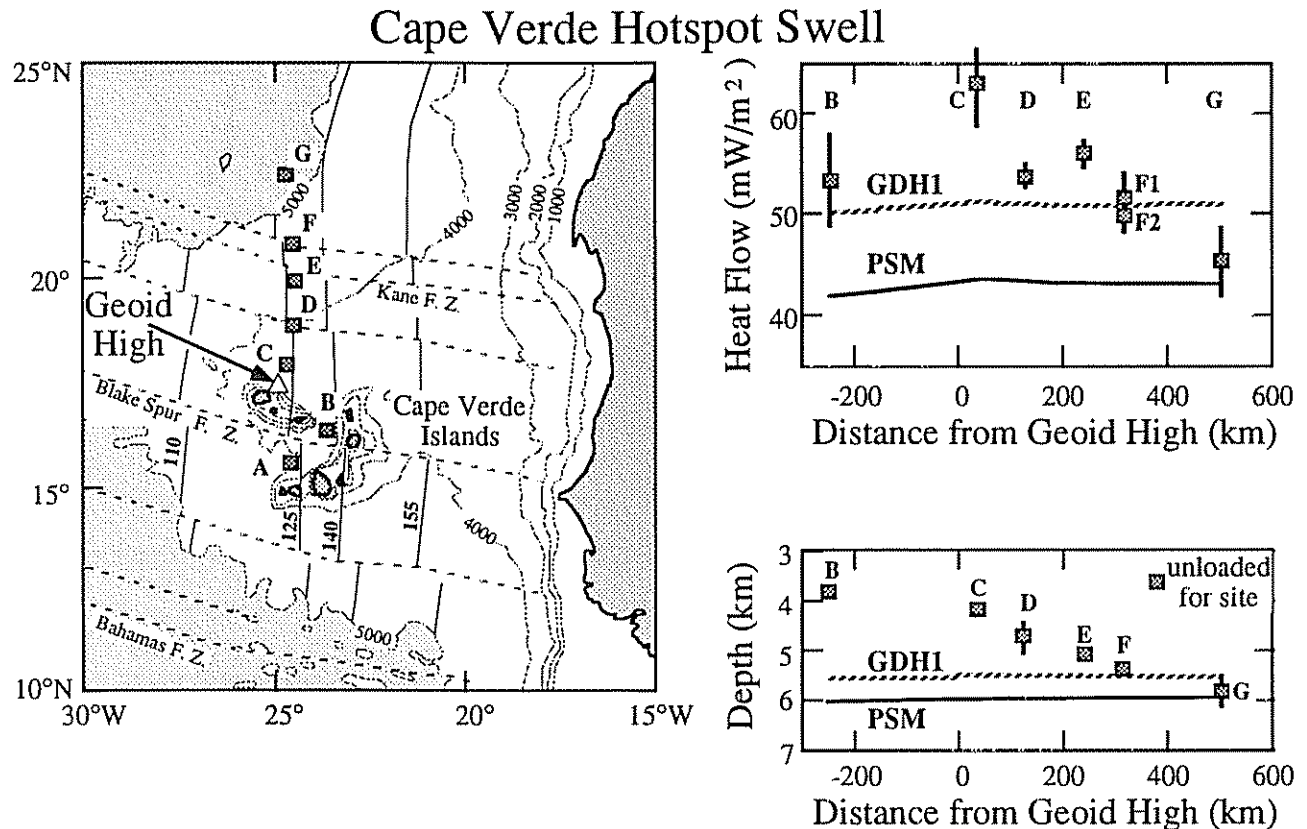 Cape Verde Hotspot Swell
25°N
20°
15°
10°N
30°W
25°
20°
15°W
G
F
E
D
C
B
A
Geoid
High
5000
4000
3000
2000
1000
Kane F. Z.
Blake Spur F. Z.
Cape Verde
Islands
110
125
140
155
4000
5000
Bahamas F. Z.
Heat Flow (mW/m²)
60
50
40
B
C
D
E
G
GDH1
F1
F2
PSM
-200
0
200
400
600
Distance from Geoid High (km)
Depth (km)
3
4
5
6
7
B
C
D
E
F
G
unloaded
for site
GDH1
PSM
-200
0
200
400
600
Distance from Geoid High (km)